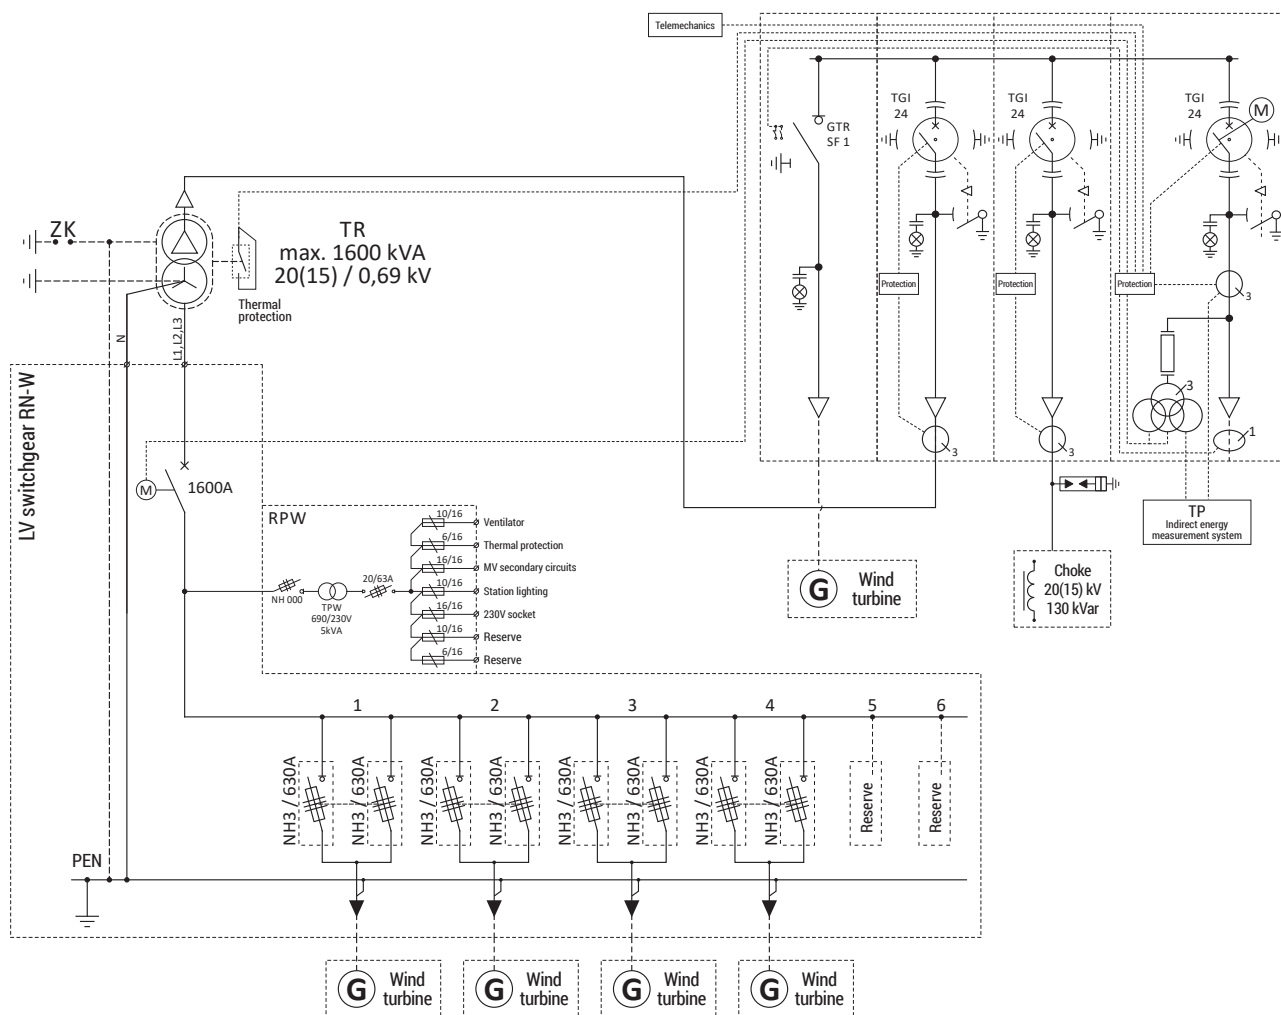 Telemechanics
TGI
24
TGI
24
TGI
24
M
GTR
SF 1
ZK
TR
max. 1600 kVA
20(15) / 0,69 kV
Thermal
protection
Protection
Protection
Protection
3
N
L1, L2, L3
3
3
3
1
LV switchgear RN-W
M
1600A
RPW
10/16
Ventilator
6/16
Thermal protection
16/16
MV secondary circuits
10/16
Station lighting
16/16
230V socket
10/16
Reserve
6/16
Reserve
NH 000
TPW
690/230V
5kVA
20/63A
TP
Indirect energy
measurement system
G
Wind
turbine
Choke
20(15) kV
130 kVar
1
2
3
4
5
6
NH3 / 630A
NH3 / 630A
NH3 / 630A
NH3 / 630A
NH3 / 630A
NH3 / 630A
NH3 / 630A
NH3 / 630A
Reserve
Reserve
PEN
G
Wind
turbine
G
Wind
turbine
G
Wind
turbine
G
Wind
turbine